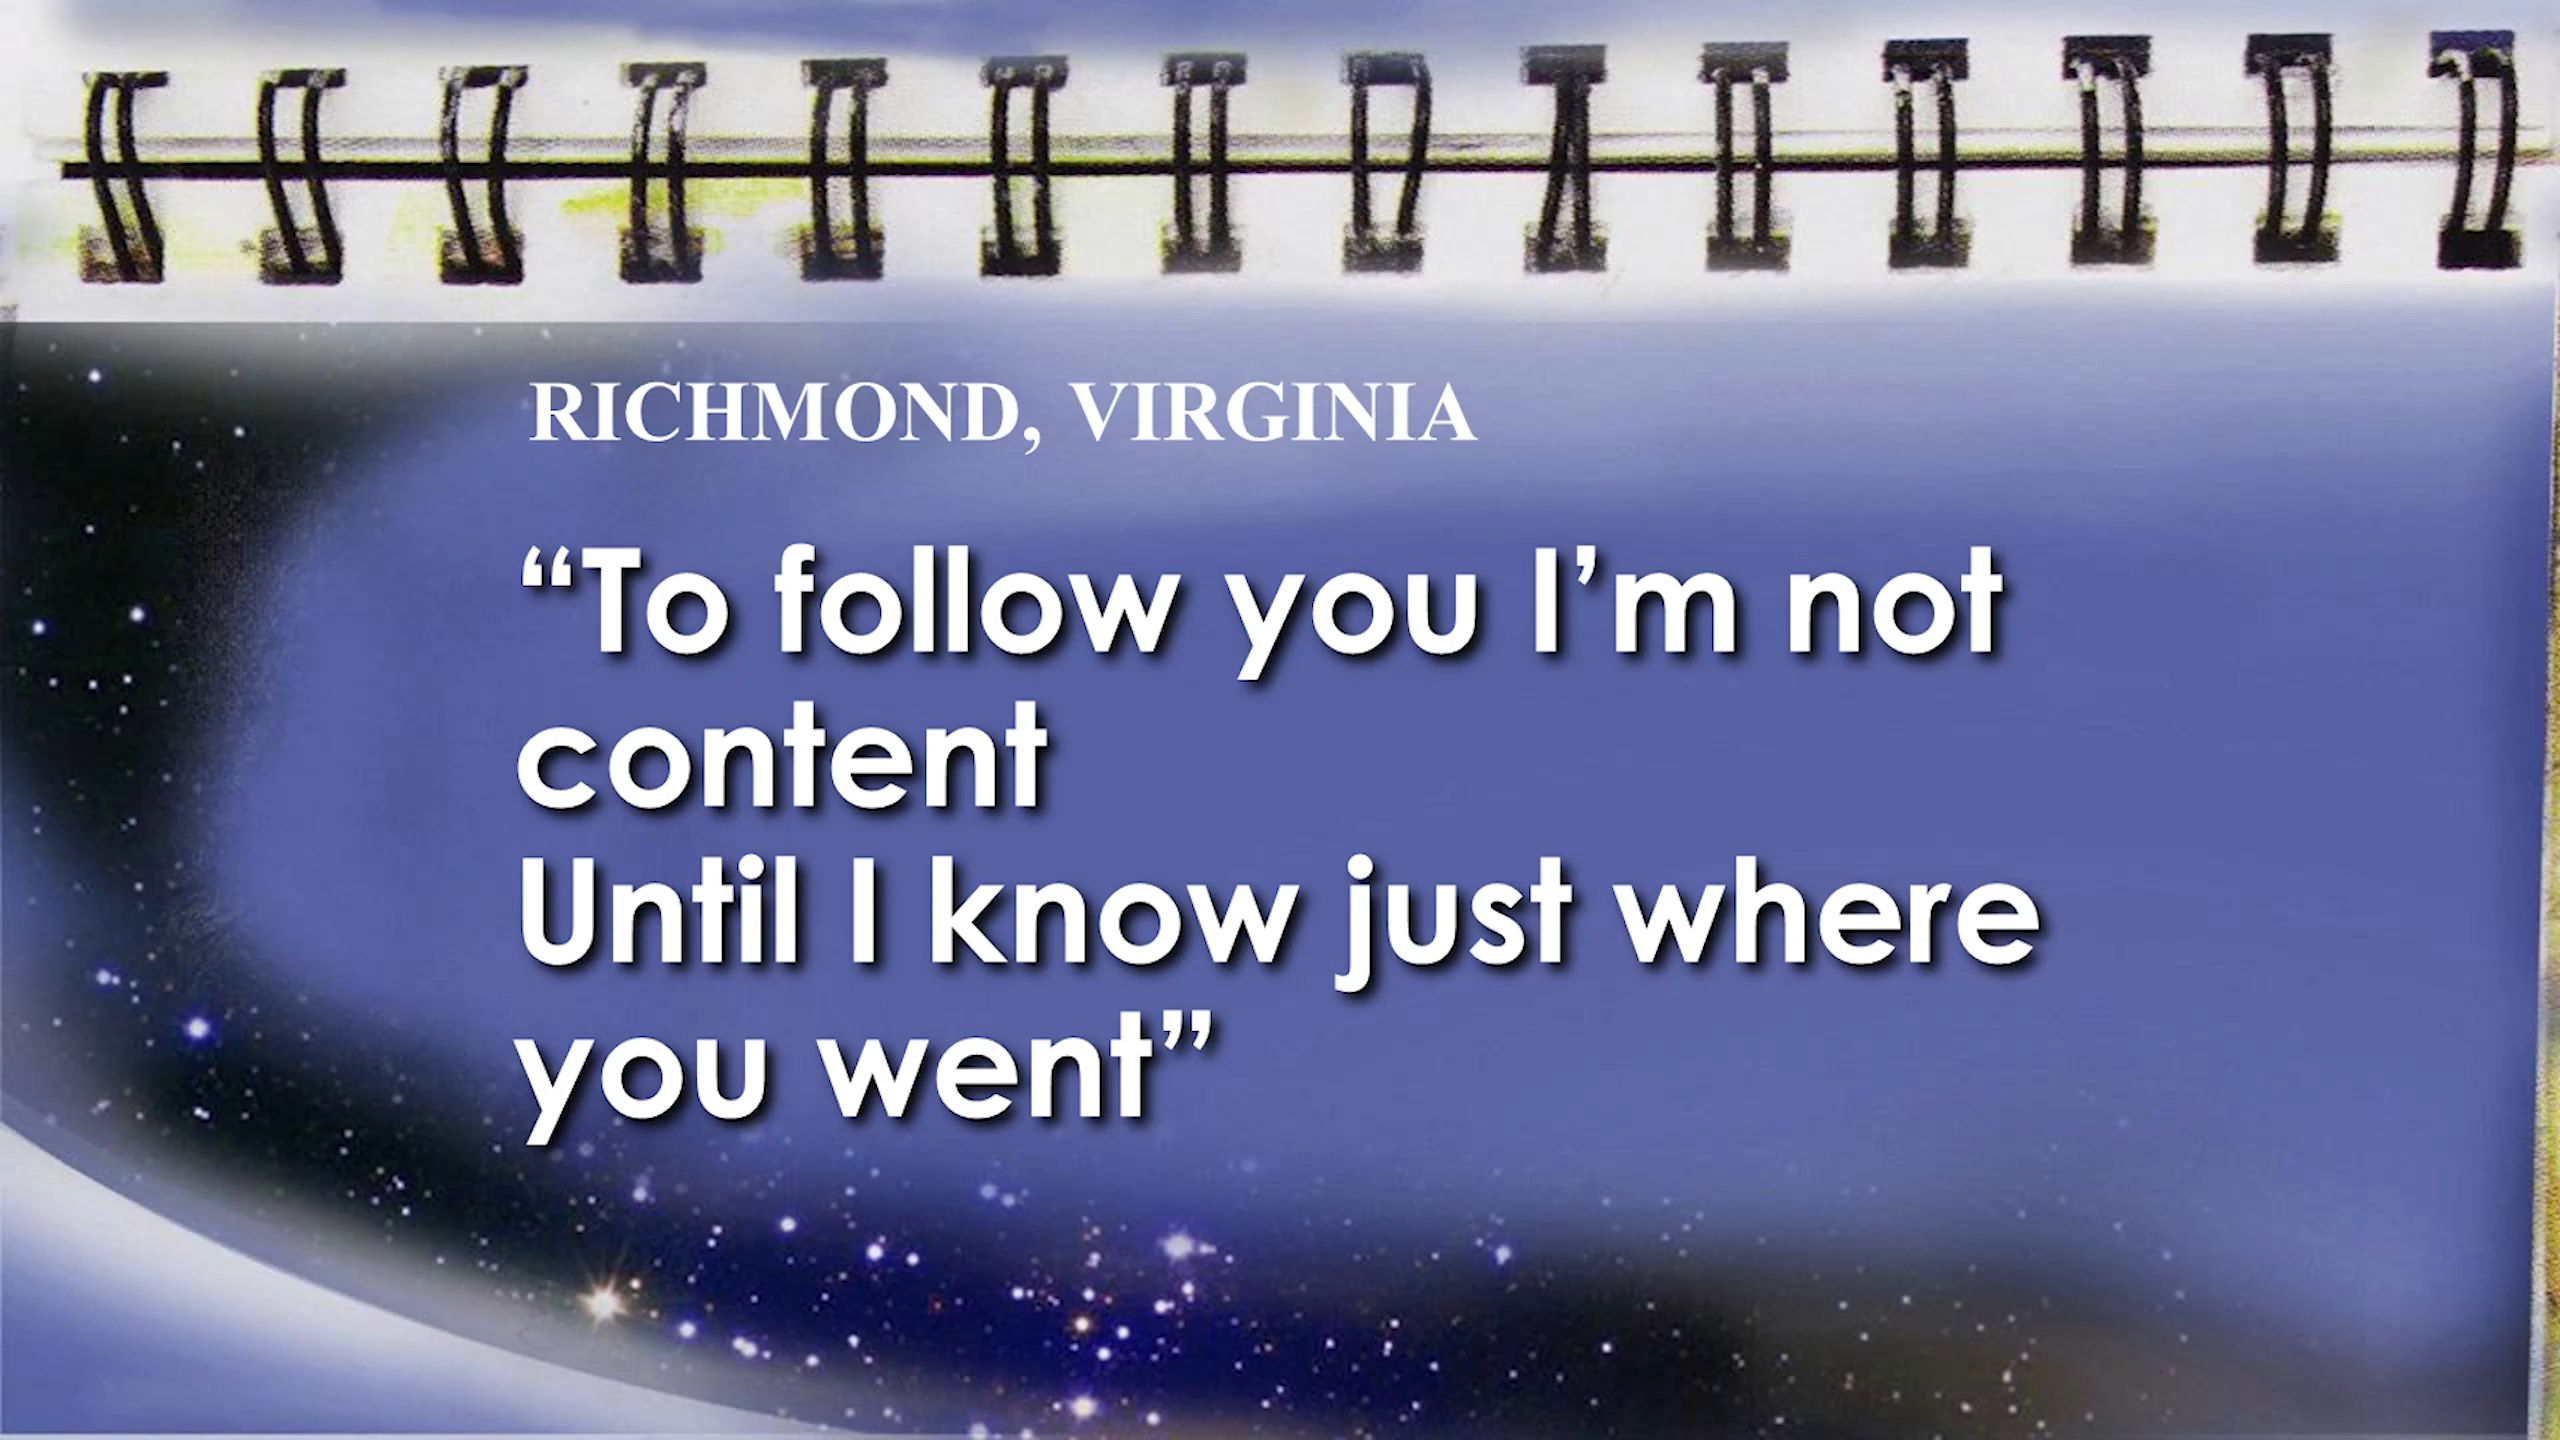 RICHMOND, VIRGINIA
“To follow you I’m not
content
Until I know just where
you went”